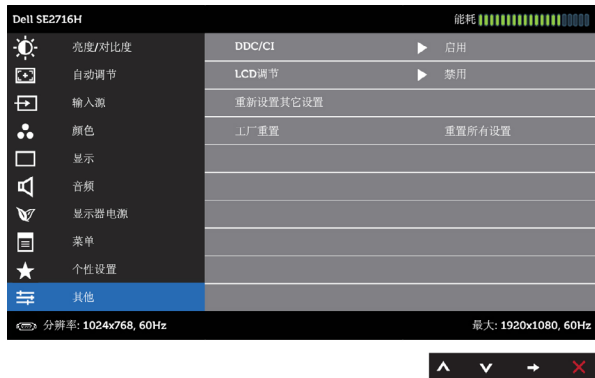 Dell SE2716H 能耗
亮度/对比度 DDC/CI 启用
自动调节 LCD调节 禁用
输入源 重新设置其它设置
颜色 工厂重置 重置所有设置
显示
音频
显示器电源
菜单
个性设置
其他
分辨率: 1024x768, 60Hz 最大: 1920x1080, 60Hz